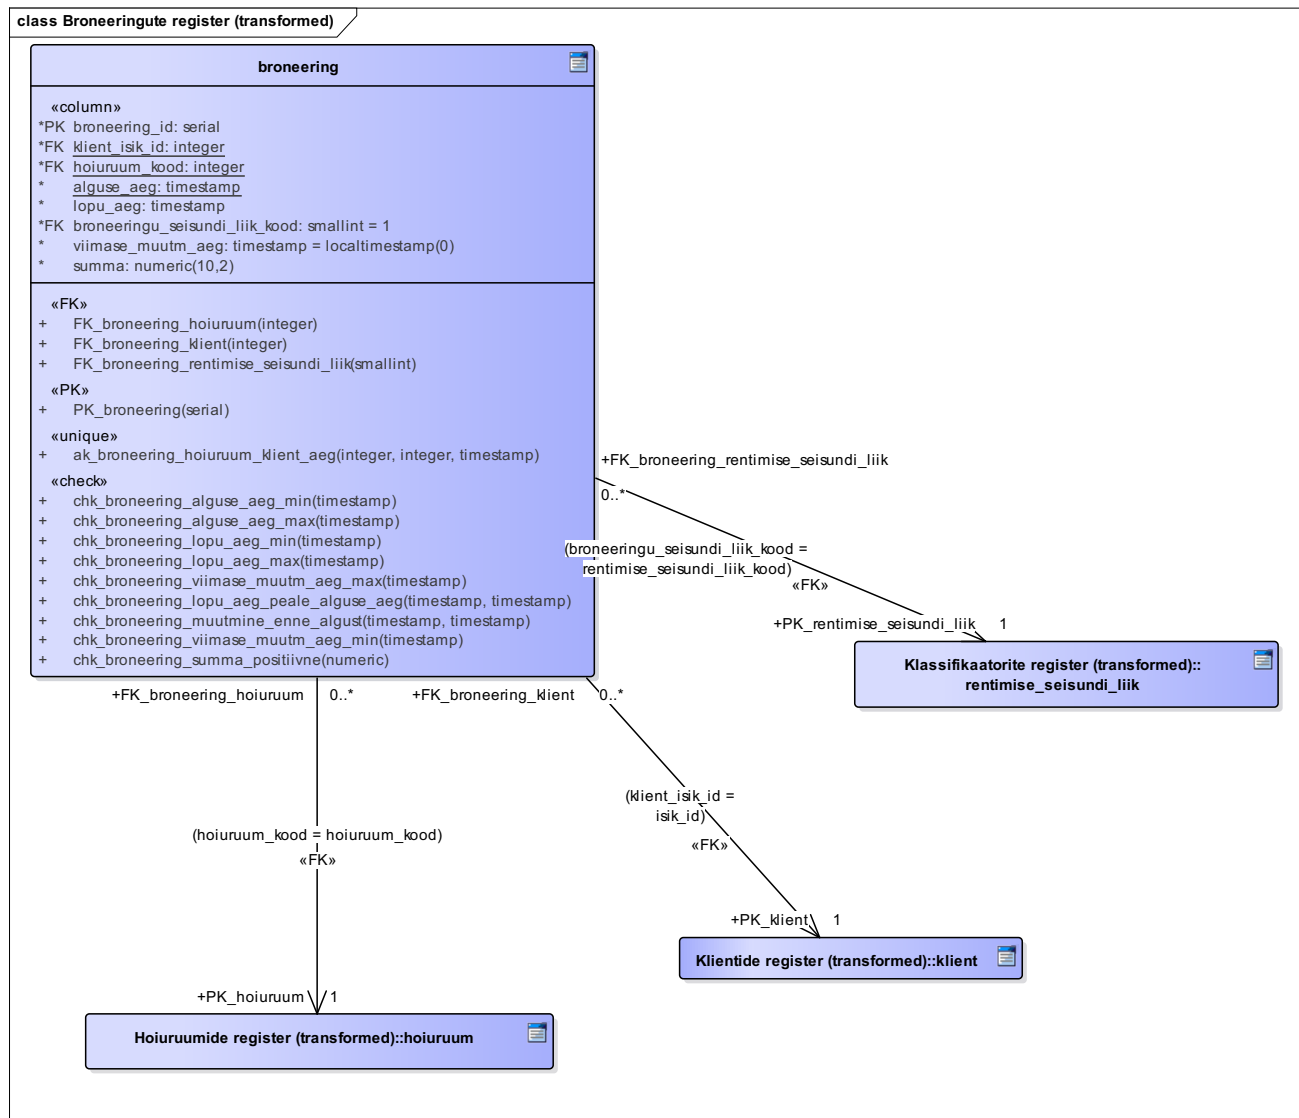 class Broneeringute register (transformed)
broneering
«column»
*PK broneering_id: serial
*FK klient_isik_id: integer
*FK hoiuruum_kood: integer
* alguse_aeg: timestamp
* lopu_aeg: timestamp
*FK broneeringu_seisundi_liik_kood: smallint = 1
* viimase_muutm_aeg: timestamp = localtimestamp(0)
* summa: numeric(10,2)
«FK»
+ FK_broneering_hoiuruum(integer)
+ FK_broneering_klient(integer)
+ FK_broneering_rentimise_seisundi_liik(smallint)
«PK»
+ PK_broneering(serial)
«unique»
+ ak_broneering_hoiuruum_klient_aeg(integer, integer, timestamp)
«check»
+ chk_broneering_alguse_aeg_min(timestamp)
+ chk_broneering_alguse_aeg_max(timestamp)
+ chk_broneering_lopu_aeg_min(timestamp)
+ chk_broneering_lopu_aeg_max(timestamp)
+ chk_broneering_viimase_muutm_aeg_max(timestamp)
+ chk_broneering_lopu_aeg_peale_alguse_aeg(timestamp, timestamp)
+ chk_broneering_muutmine_enne_algust(timestamp, timestamp)
+ chk_broneering_viimase_muutm_aeg_min(timestamp)
+ chk_broneering_summa_positiivne(numeric)
+FK_broneering_rentimise_seisundi_liik
0..*
(broneeringu_seisundi_liik_kood =
rentimise_seisundi_liik_kood)
«FK»
+PK_rentimise_seisundi_liik 1
Klassifikaatorite register (transformed)::
rentimise_seisundi_liik
+FK_broneering_hoiuruum 0..*
+FK_broneering_klient 0..*
(klient_isik_id =
isik_id)
«FK»
(hoiuruum_kood = hoiuruum_kood)
«FK»
+PK_klient 1
Klientide register (transformed)::klient
+PK_hoiuruum 1
Hoiuruumide register (transformed)::hoiuruum